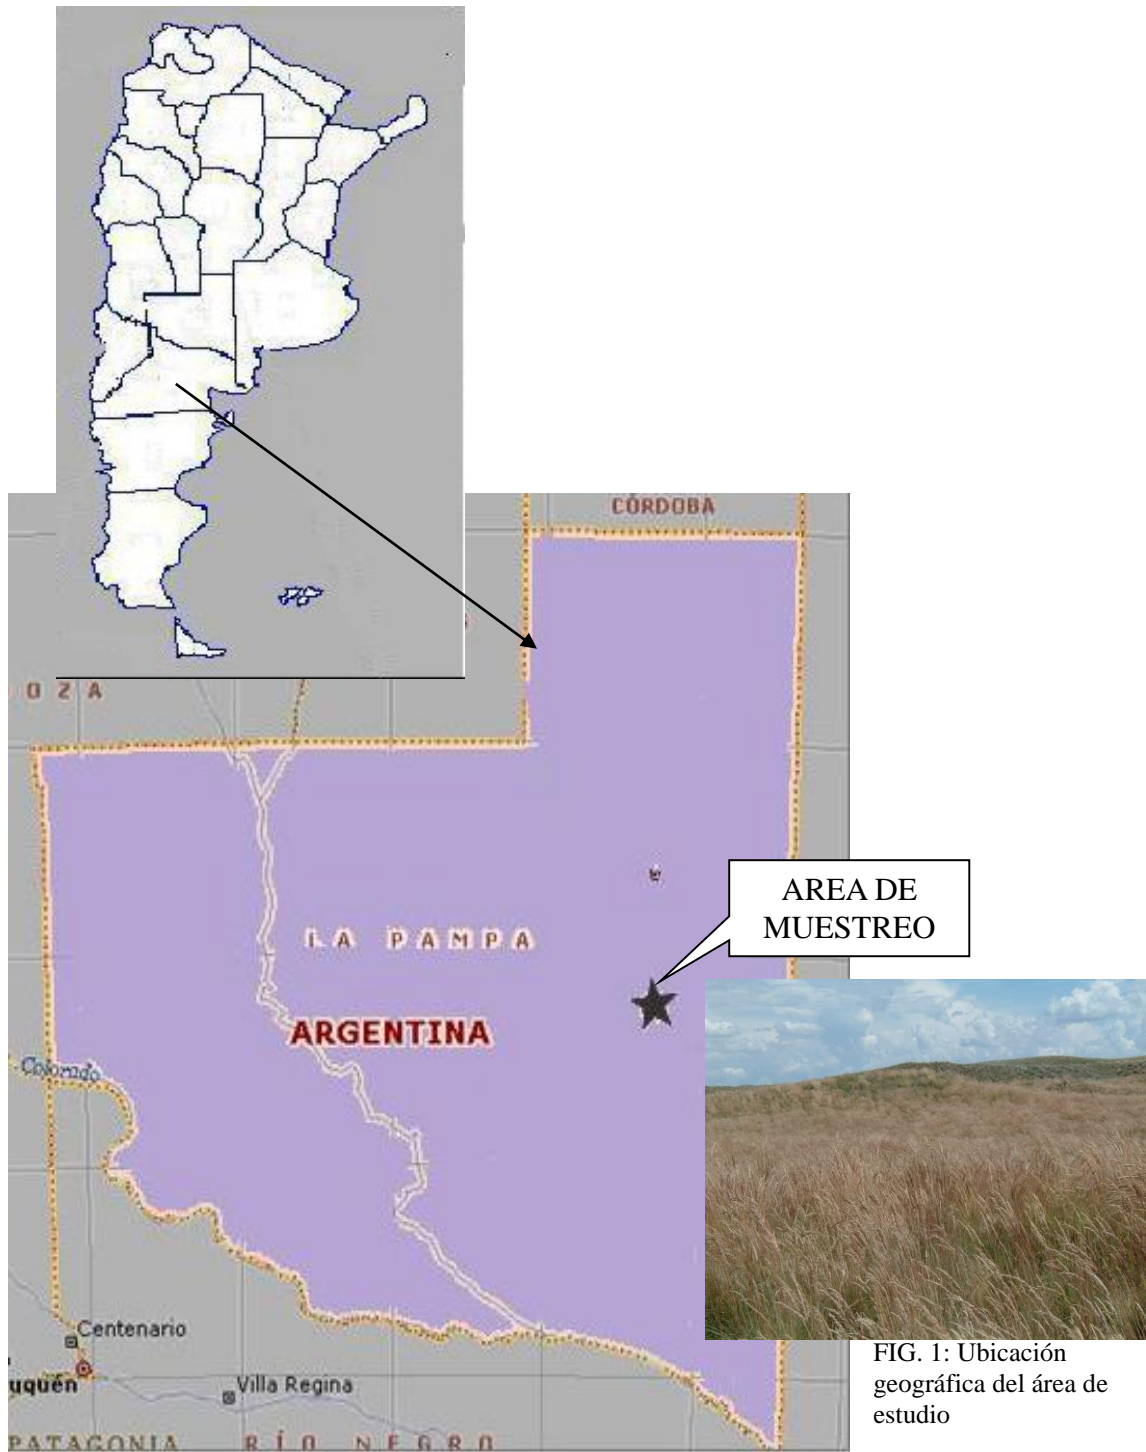 CÓRDOBA
O Z A
AREA DE
MUESTREO
LA PAMPA
ARGENTINA
Colorado
Centenario
uquén
Villa Regina
PATAGONIA
RÍO NEGRO
FIG. 1: Ubicación
geográfica del área de
estudio